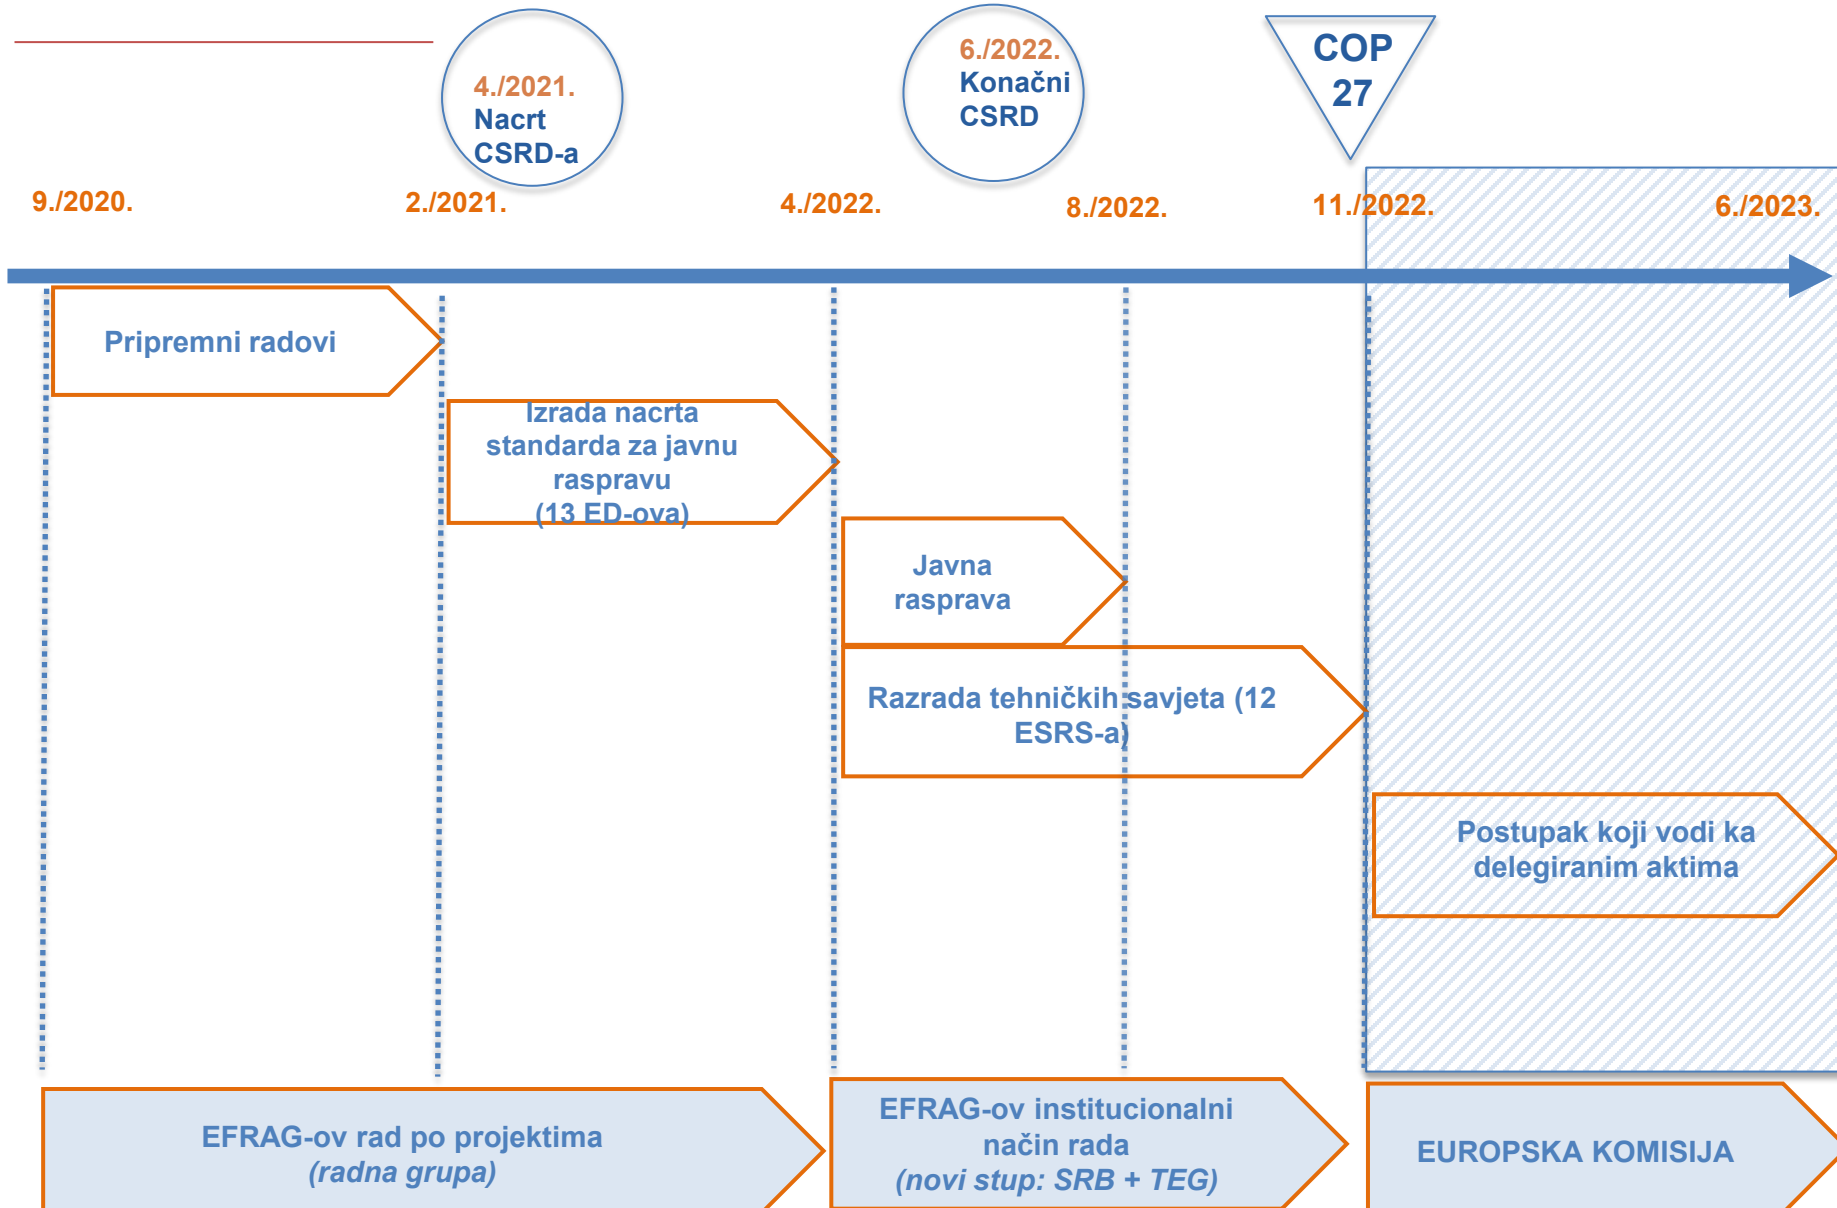 4./2021.
Nacrt
CSRD-a
6./2022.
Konačni
CSRD
COP
27
9./2020.
2./2021.
4./2022.
8./2022.
11./2022.
6./2023.
Pripremni radovi
Izrada nacrta
standarda za javnu
raspravu
(13 ED-ova)
Javna
rasprava
Razrada tehničkih savjeta (12
ESRS-a)
Postupak koji vodi ka
delegiranim aktima
EFRAG-ov rad po projektima
(radna grupa)
EFRAG-ov institucionalni
način rada
(novi stup: SRB + TEG)
EUROPSKA KOMISIJA